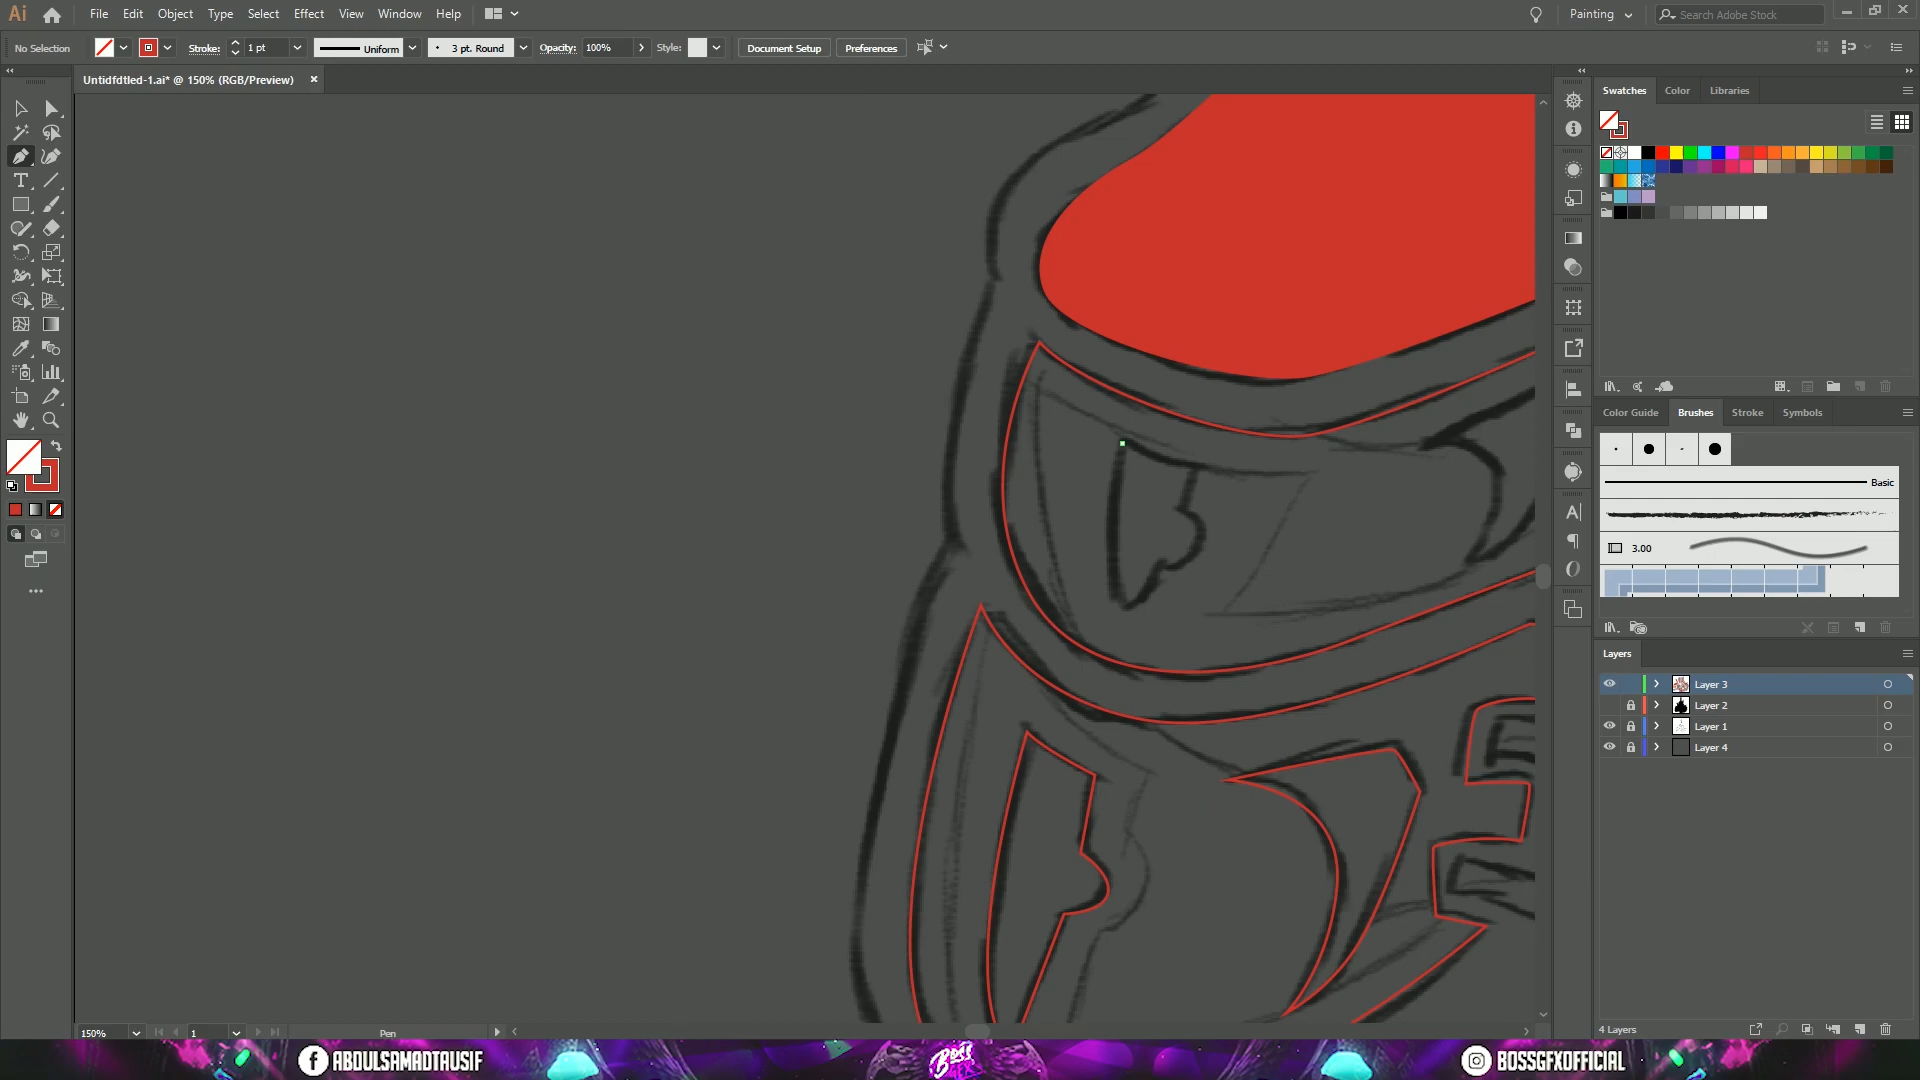 Ai File Edit Object Type Select Effect View Window Help Painting Search Adobe Stock
No Selection Stroke: 1 pt Uniform 3 pt. Round Opacity: 100% Style: Document Setup Preferences
Untidfdtled-1.ai* @ 150% (RGB/Preview)
Swatches Color Libraries
Color Guide Brushes Stroke Symbols
Basic
3.00
Layers
Layer 3
Layer 2
Layer 1
Layer 4
4 Layers
150% 1 Pen
ABDULSAMADTAUSIF BOSS GFX BOSSGFXOFFICIAL